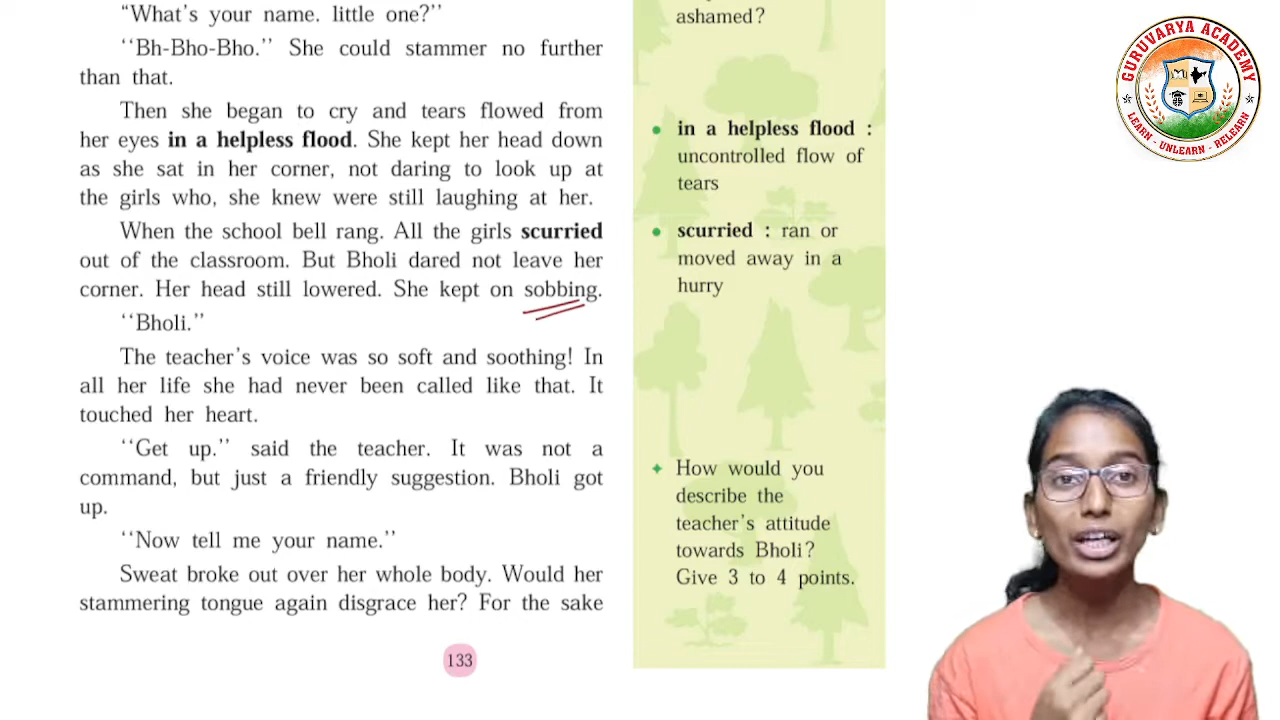 “What’s your name. little one?’’
‘‘Bh-Bho-Bho.’’ She could stammer no further
than that.
Then she began to cry and tears flowed from
her eyes in a helpless flood. She kept her head down
as she sat in her corner, not daring to look up at
the girls who, she knew were still laughing at her.
When the school bell rang. All the girls scurried
out of the classroom. But Bholi dared not leave her
corner. Her head still lowered. She kept on sobbing.
‘‘Bholi.’’
The teacher’s voice was so soft and soothing! In
all her life she had never been called like that. It
touched her heart.
‘‘Get up.’’ said the teacher. It was not a
command, but just a friendly suggestion. Bholi got
up.
‘‘Now tell me your name.’’
Sweat broke out over her whole body. Would her
stammering tongue again disgrace her? For the sake
133
ashamed?
• in a helpless flood :
uncontrolled flow of
tears
• scurried : ran or
moved away in a
hurry
✦ How would you
describe the
teacher’s attitude
towards Bholi?
Give 3 to 4 points.
GURUVARYA ACADEMY
LEARN - UNLEARN - RELEARN